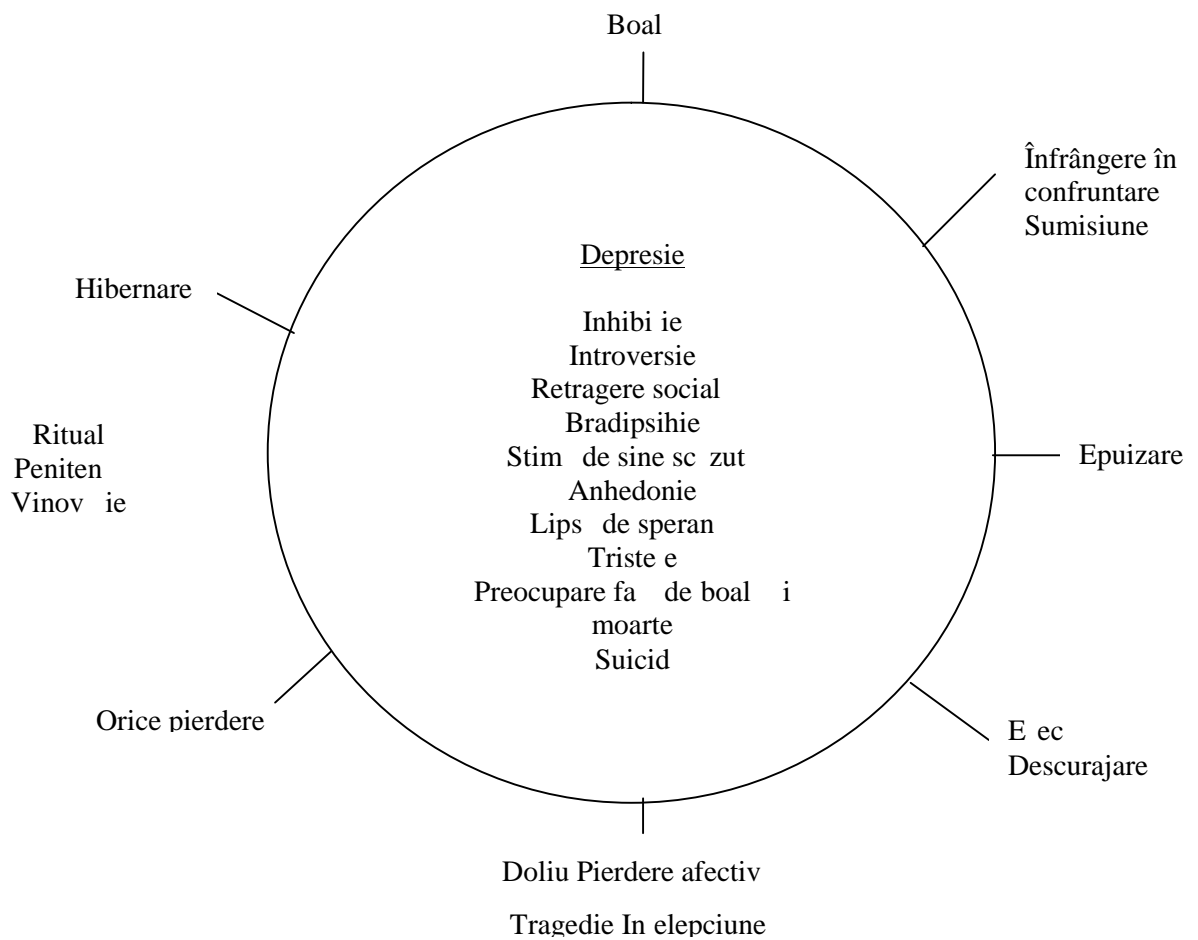 Boal
Înfrângere în
confruntare
Sumisiune
Depresie
Hibernare
Inhibi ie
Introversie
Retragere social
Bradipsihie
Stim de sine sc zut
Anhedonie
Lips de speran
Triste e
Preocupare fa de boal i
moarte
Suicid
Ritual
Peniten
Vinov ie
Epuizare
Orice pierdere
E ec
Descurajare
Doliu Pierdere afectiv
Tragedie In elepciune